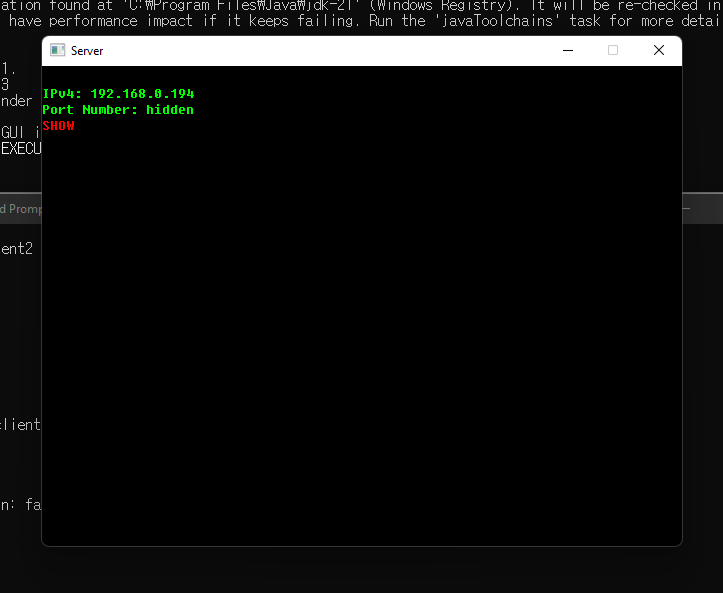 ation found at 'C:₩Program Files₩Java₩jdk-21' (Windows Registry). It will be re-checked in
have performance impact if it keeps failing. Run the 'javaToolchains' task for more detai
Server
1.
3
nder
IPv4: 192.168.0.194
Port Number: hidden
SHOW
GUI i
EXECU
d Promp
ent2
client
n: fa